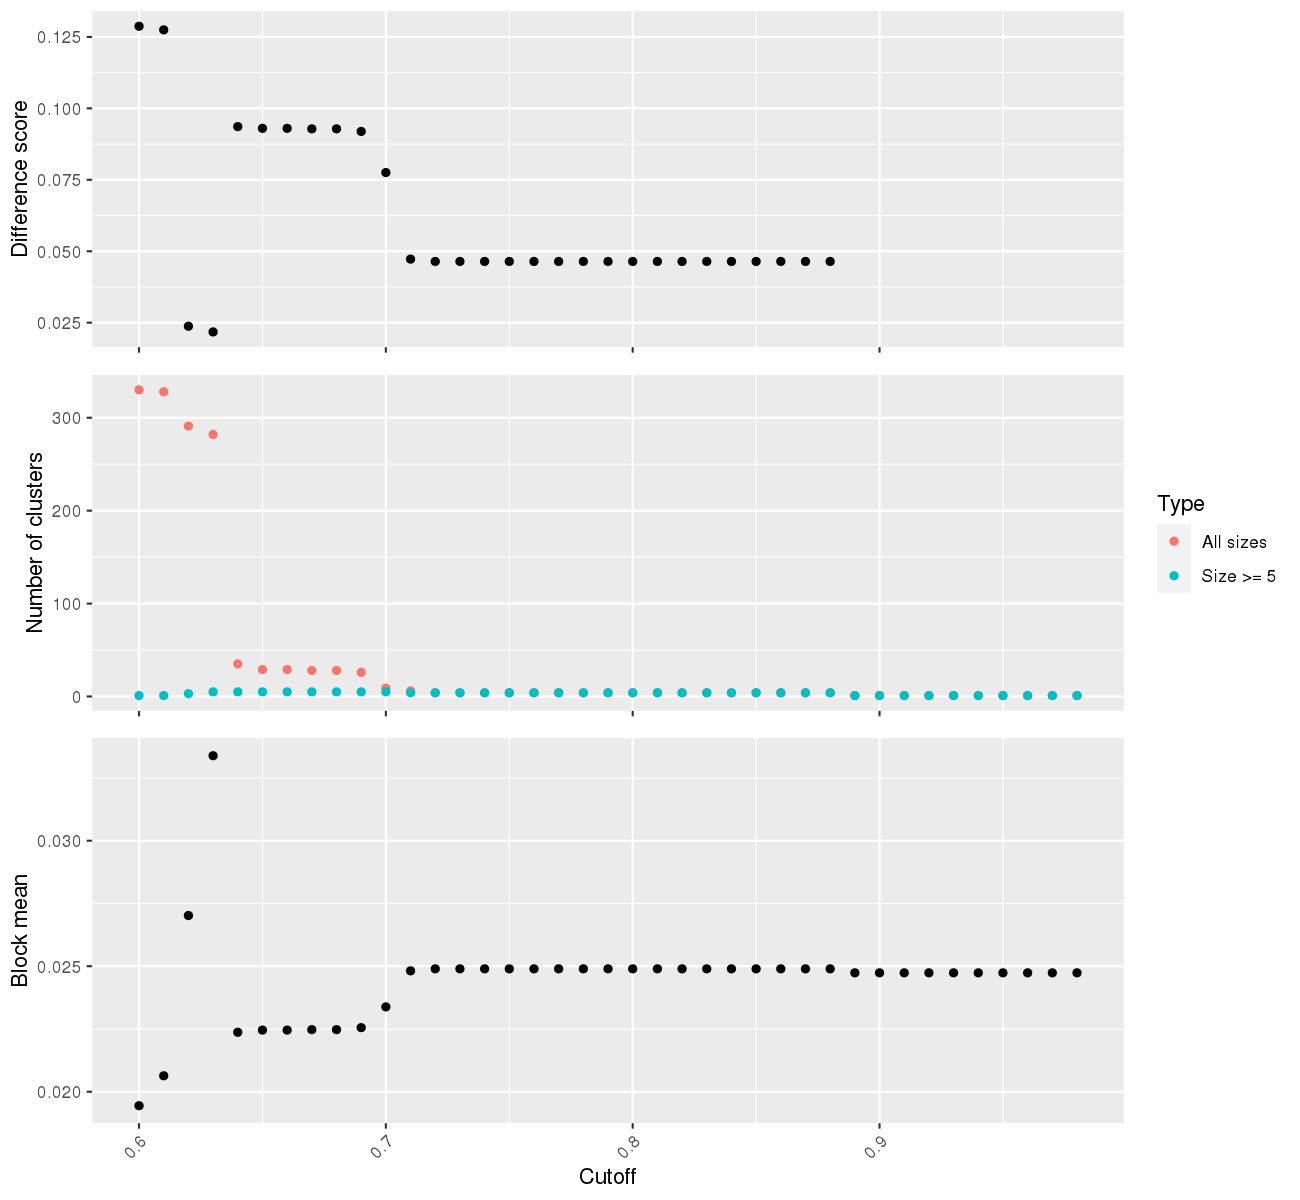 Difference score
0.125
0.100
0.075
0.050
0.025
Number of clusters
300
200
100
0
Type
All sizes
Size >= 5
Block mean
0.030
0.025
0.020
0.6
0.7
0.8
0.9
Cutoff